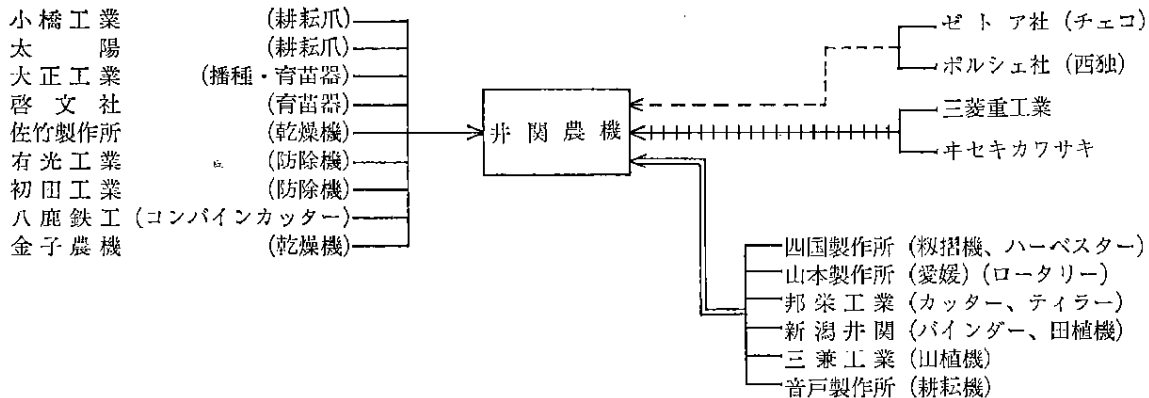 小橋工業 (耕耘爪)
太陽 (耕耘爪)
大正工業 (播種・育苗器)
啓文社 (育苗器)
佐竹製作所 (乾燥機)
有光工業 (防除機)
初田工業 (防除機)
八鹿鉄工 (コンバインカッター)
金子農機 (乾燥機)
井関農機
ゼトア社 (チェコ)
ポルシェ社 (西独)
三菱重工業
ヰセキカワサキ
四国製作所 (籾摺機、ハーベスター)
山本製作所 (愛媛) (ロータリー)
邦栄工業 (カッター、ティラー)
新潟井関 (バインダー、田植機)
三兼工業 (田植機)
音戸製作所 (耕耘機)